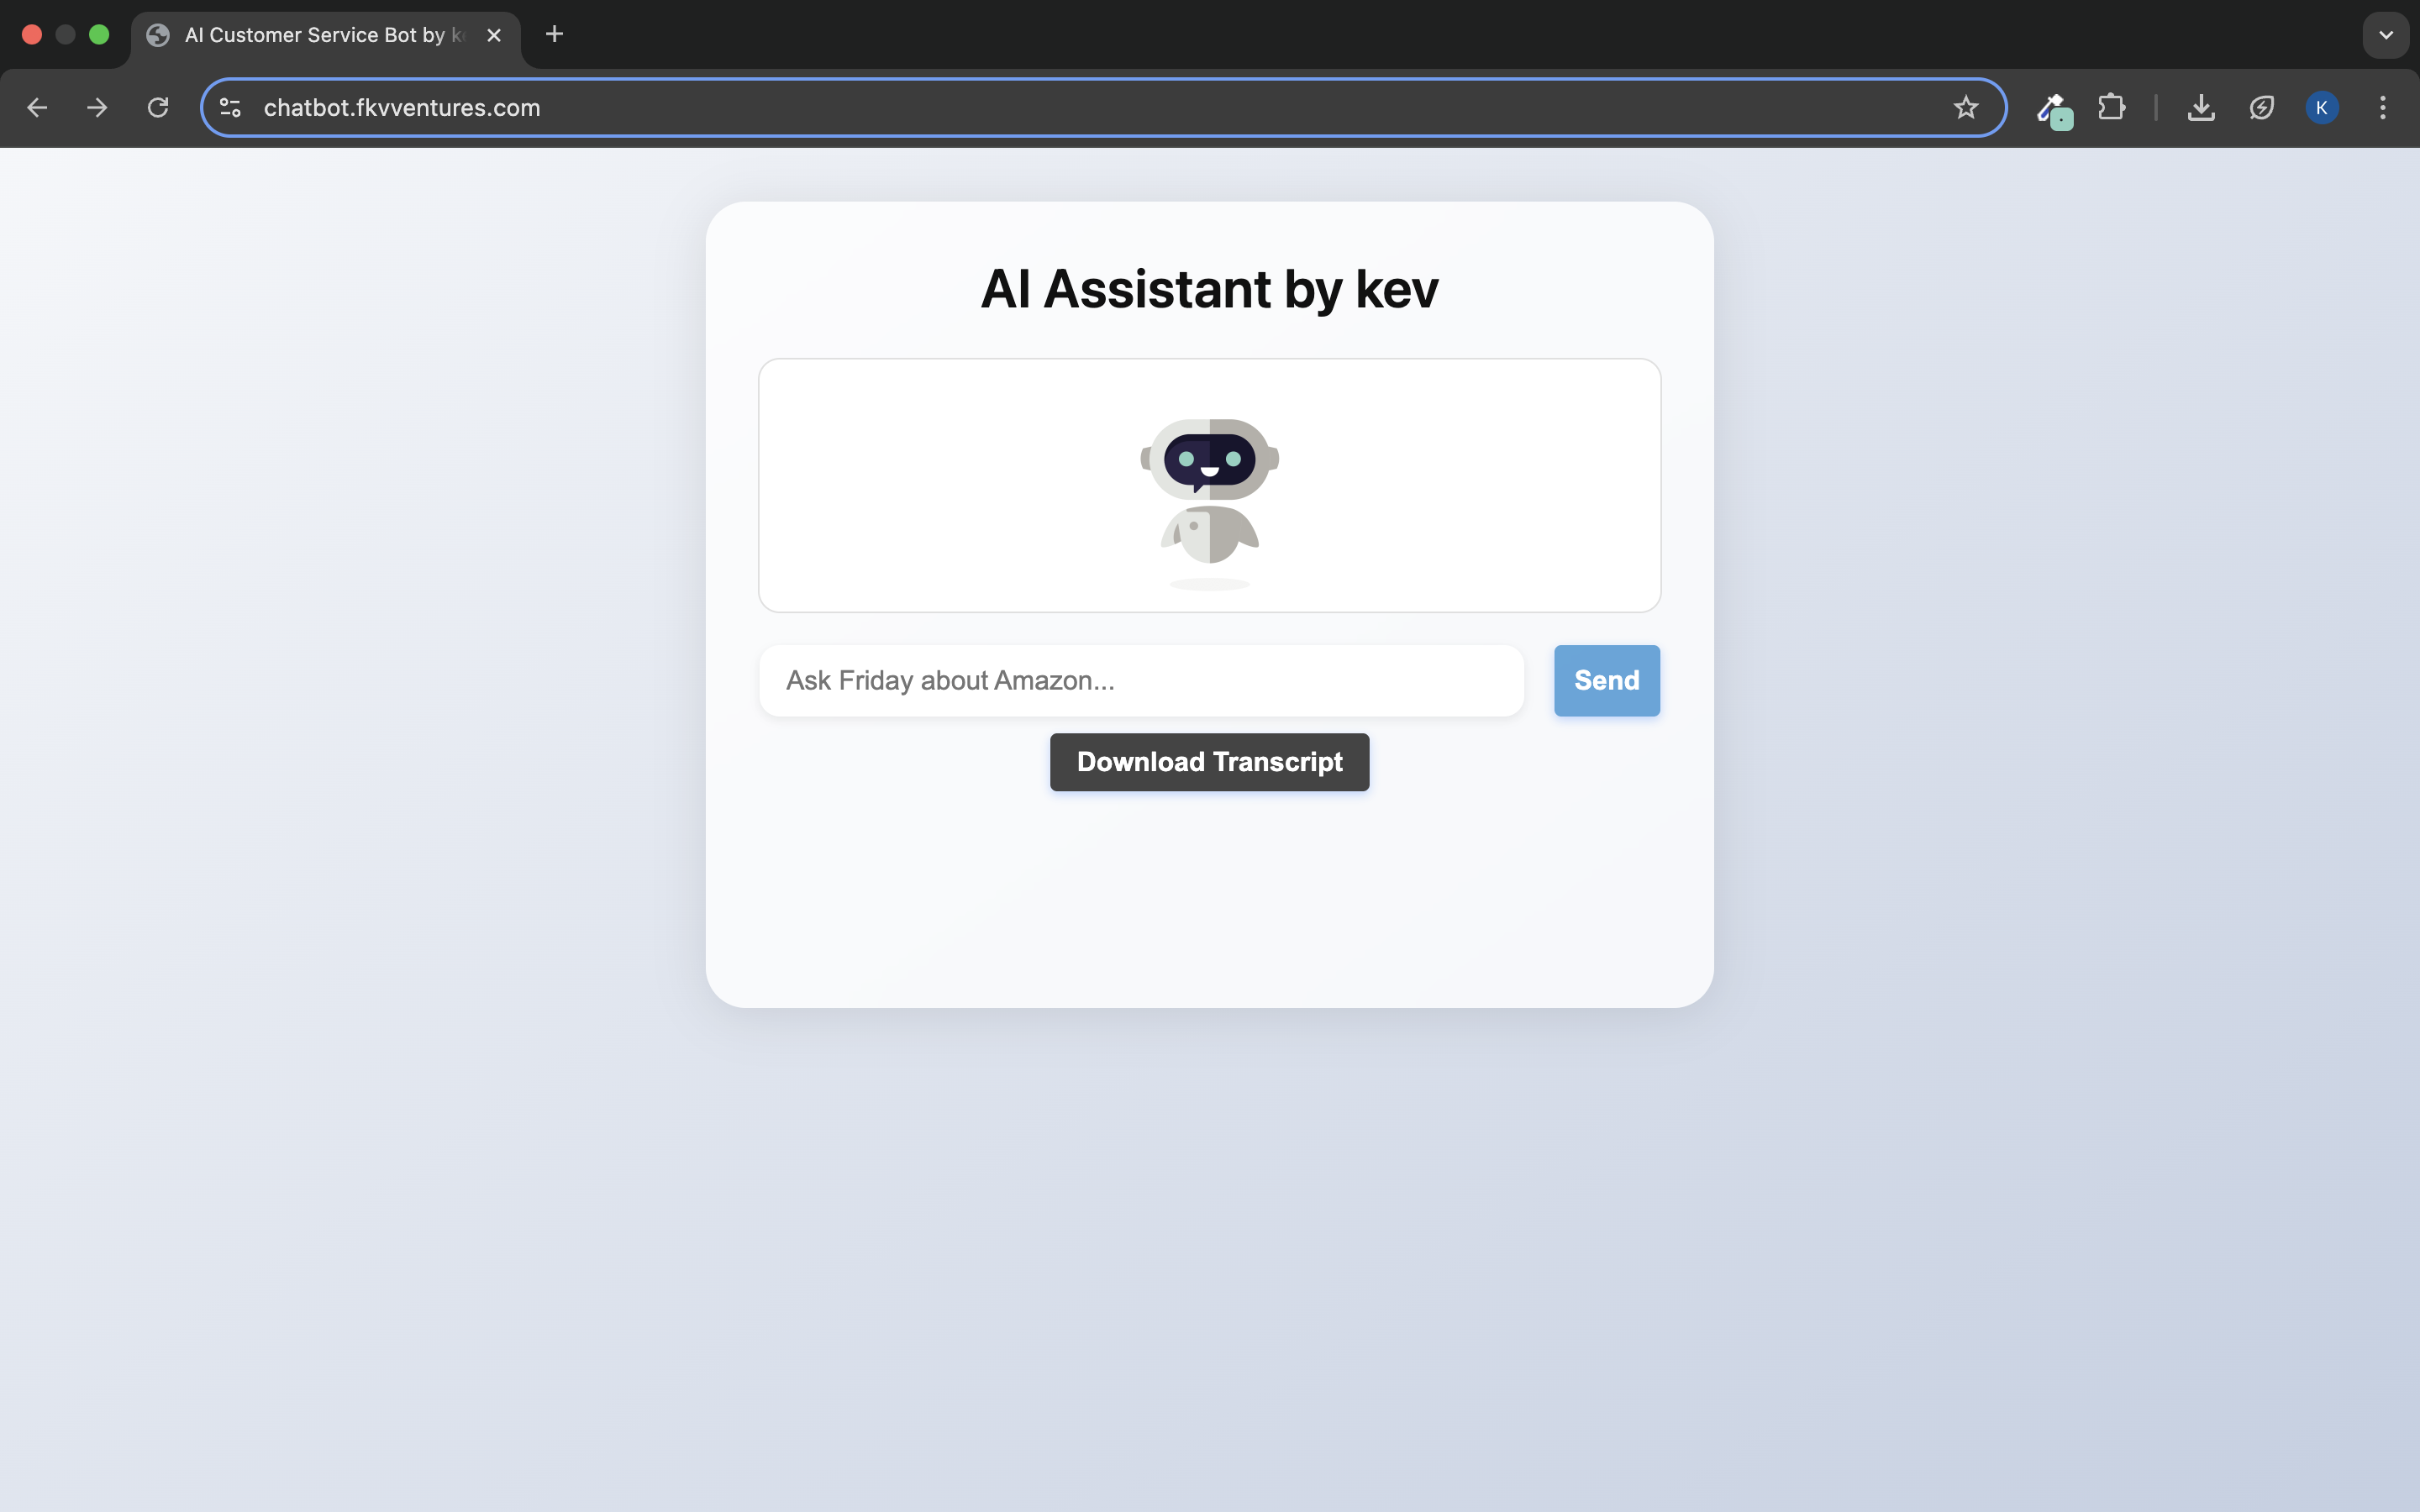 AI Customer Service Bot by
chatbot.fkvventures.com
K
AI Assistant by kev
Ask Friday about Amazon...
Send
Download Transcript